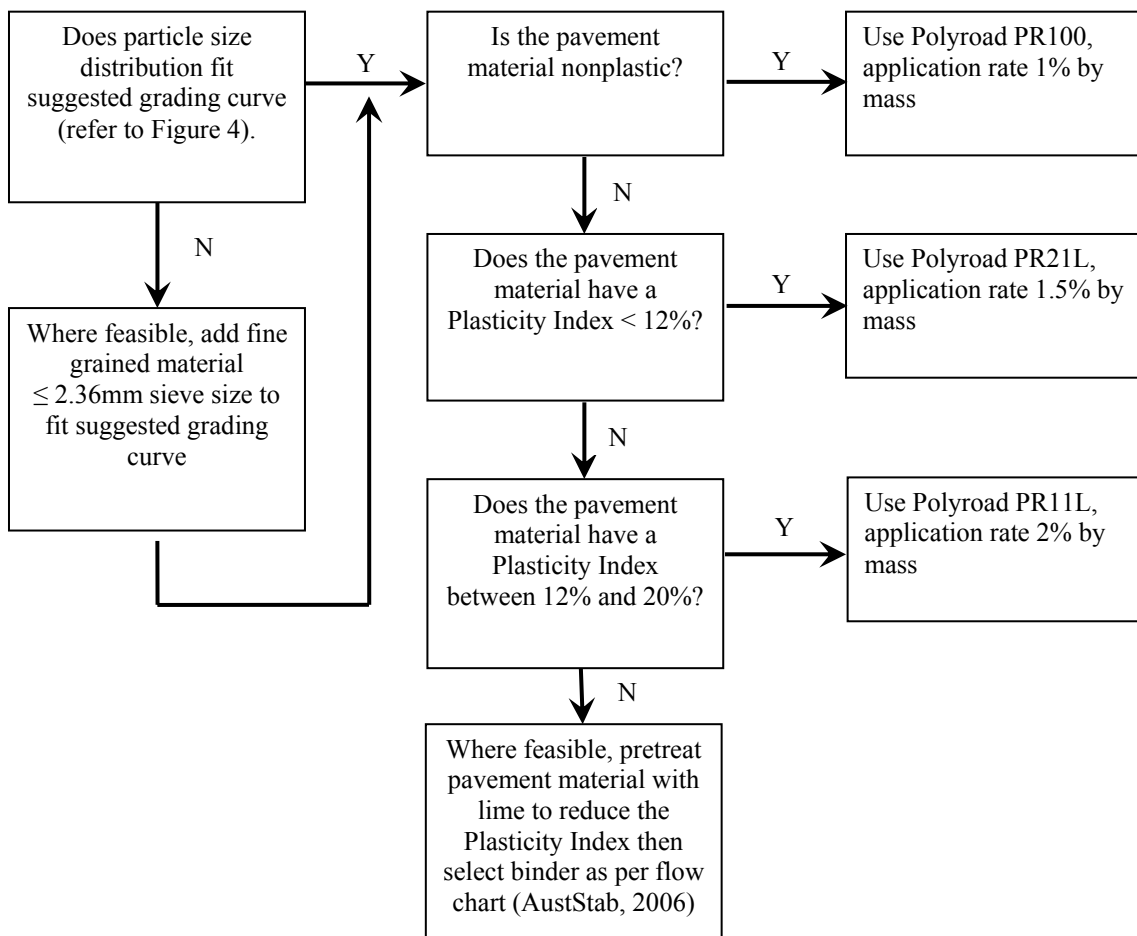 Does particle size
distribution fit
suggested grading curve
(refer to Figure 4).
Y
Is the pavement
material nonplastic?
Y
Use Polyroad PR100,
application rate 1% by
mass
N
N
Where feasible, add fine
grained material
≤ 2.36mm sieve size to
fit suggested grading
curve
Does the pavement
material have a
Plasticity Index < 12%?
Y
Use Polyroad PR21L,
application rate 1.5% by
mass
N
Does the pavement
material have a
Plasticity Index
between 12% and 20%?
Y
Use Polyroad PR11L,
application rate 2% by
mass
N
Where feasible, pretreat
pavement material with
lime to reduce the
Plasticity Index then
select binder as per flow
chart (AustStab, 2006)